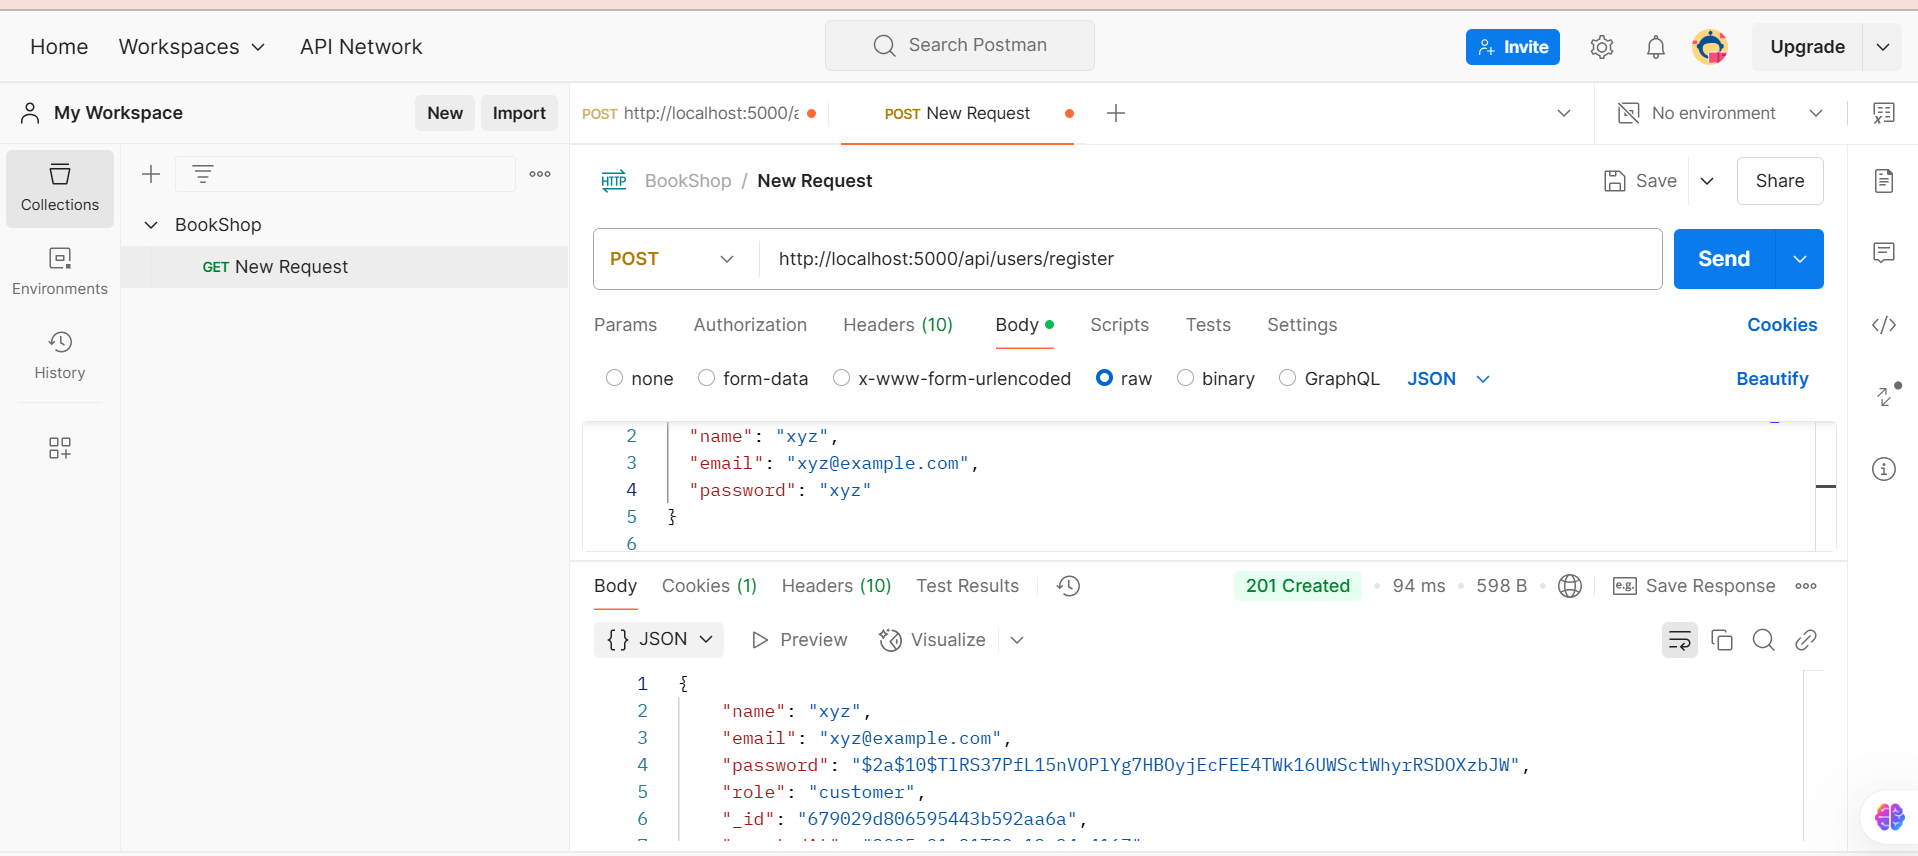 Home Workspaces API Network Search Postman Invite Upgrade
My Workspace New Import POST http://localhost:5000/a POST New Request No environment
Collections
BookShop / New Request Save Share
BookShop
GET New Request
Environments
History
POST http://localhost:5000/api/users/register Send
Params Authorization Headers (10) Body Scripts Tests Settings Cookies
none form-data x-www-form-urlencoded raw binary GraphQL JSON Beautify
2 "name": "xyz",
3 "email": "xyz@example.com",
4 "password": "xyz"
5 }
6
Body Cookies (1) Headers (10) Test Results 201 Created 94 ms 598 B e.g. Save Response
{} JSON Preview Visualize
1 {
2 "name": "xyz",
3 "email": "xyz@example.com",
4 "password": "$2a$10$TlRS37PfL15nVOPlYg7HBOyjEcFEE4TWk16UWSctWhyrRSDOXzbJW",
5 "role": "customer",
6 "_id": "679029d806595443b592aa6a",